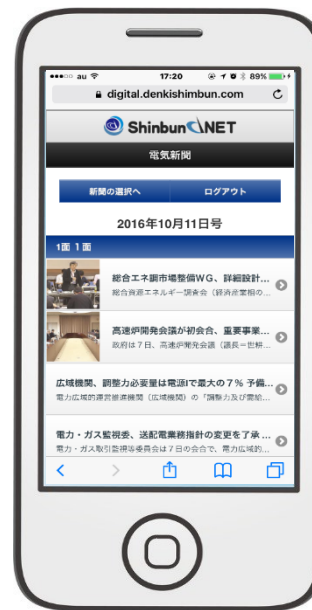 au 17:20 89%
digital.denkishimbun.com
Shinbun NET
電気新聞
新聞の選択へ ログアウト
2016年10月11日号
1面 1面
総合エネ調市場整備WG、詳細設計...
総合資源エネルギー調査会（経済産業相の...
高速炉開発会議が初会合、重要事業...
政府は7日、高速炉開発会議（議長＝世耕...
広域機関、調整力必要量は電源Iで最大の7％ 予備...
電力広域的運営推進機関（広域機関）の「調整力及び需給...
電力・ガス監視委、送配電業務指針の変更を了承 ...
電力・ガス取引監視等委員会は7日の会合で、電力広域的...